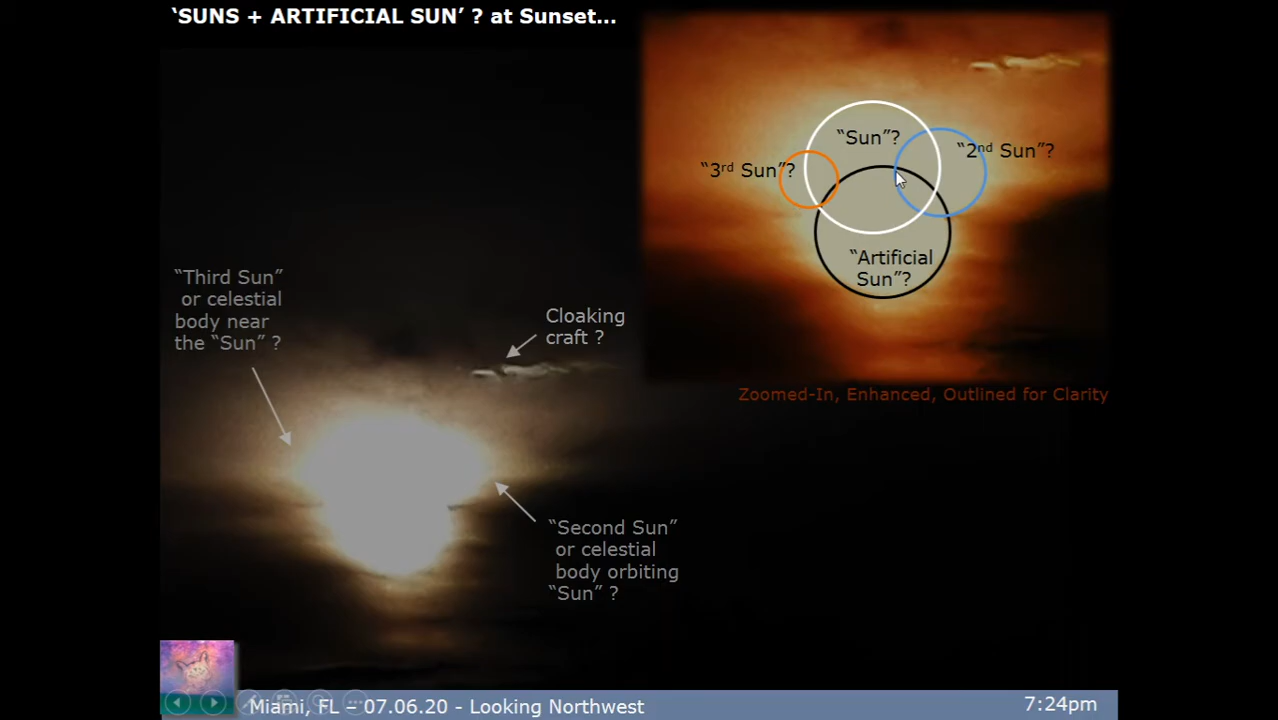 ‘SUNS + ARTIFICIAL SUN’ ? at Sunset...
“Sun”?
“2nd Sun”?
“3rd Sun”?
“Artificial
Sun”?
Zoomed-In, Enhanced, Outlined for Clarity
“Third Sun”
or celestial
body near
the “Sun” ?
Cloaking
craft ?
“Second Sun”
or celestial
body orbiting
“Sun” ?
Miami, FL – 07.06.20 - Looking Northwest
7:24pm